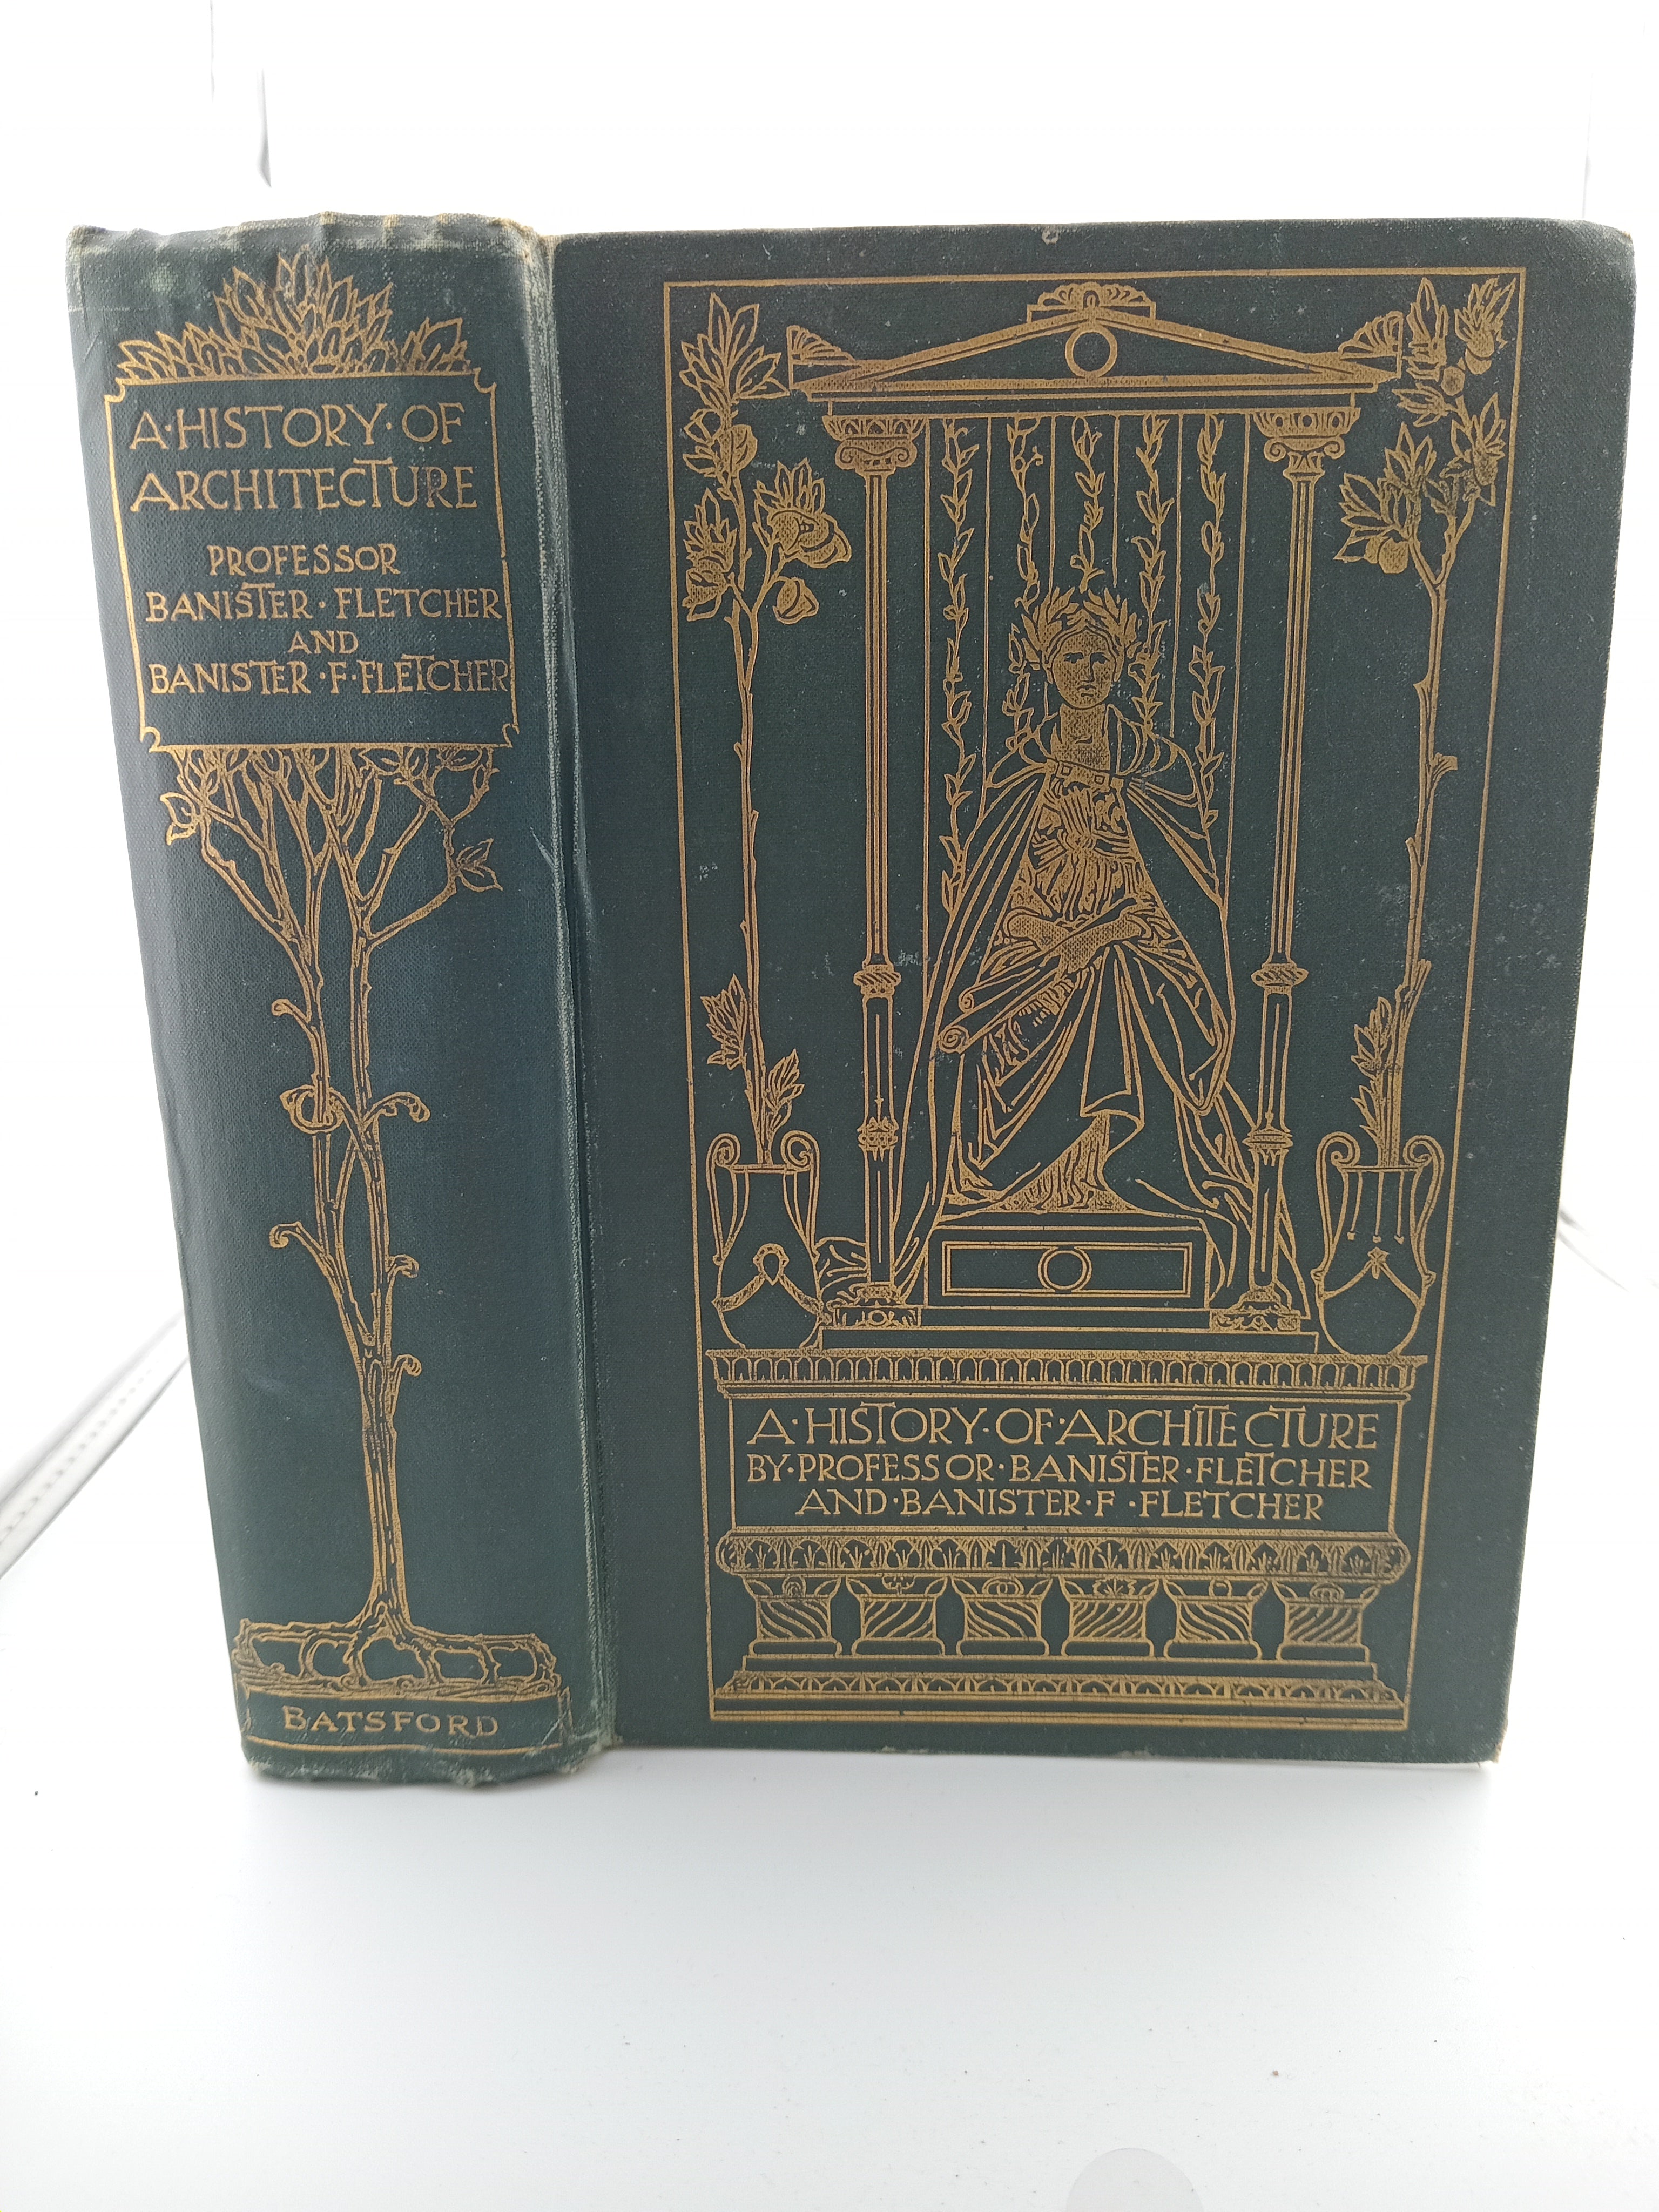 A·HISTORY·OF
ARCHITECTURE
PROFESSOR
BANISTER·FLETCHER
AND
BANISTER·F·FLETCHER
BATSFORD
A·HISTORY·OF·ARCHITECTURE
BY·PROFESSOR·BANISTER·FLETCHER
AND·BANISTER·F·FLETCHER